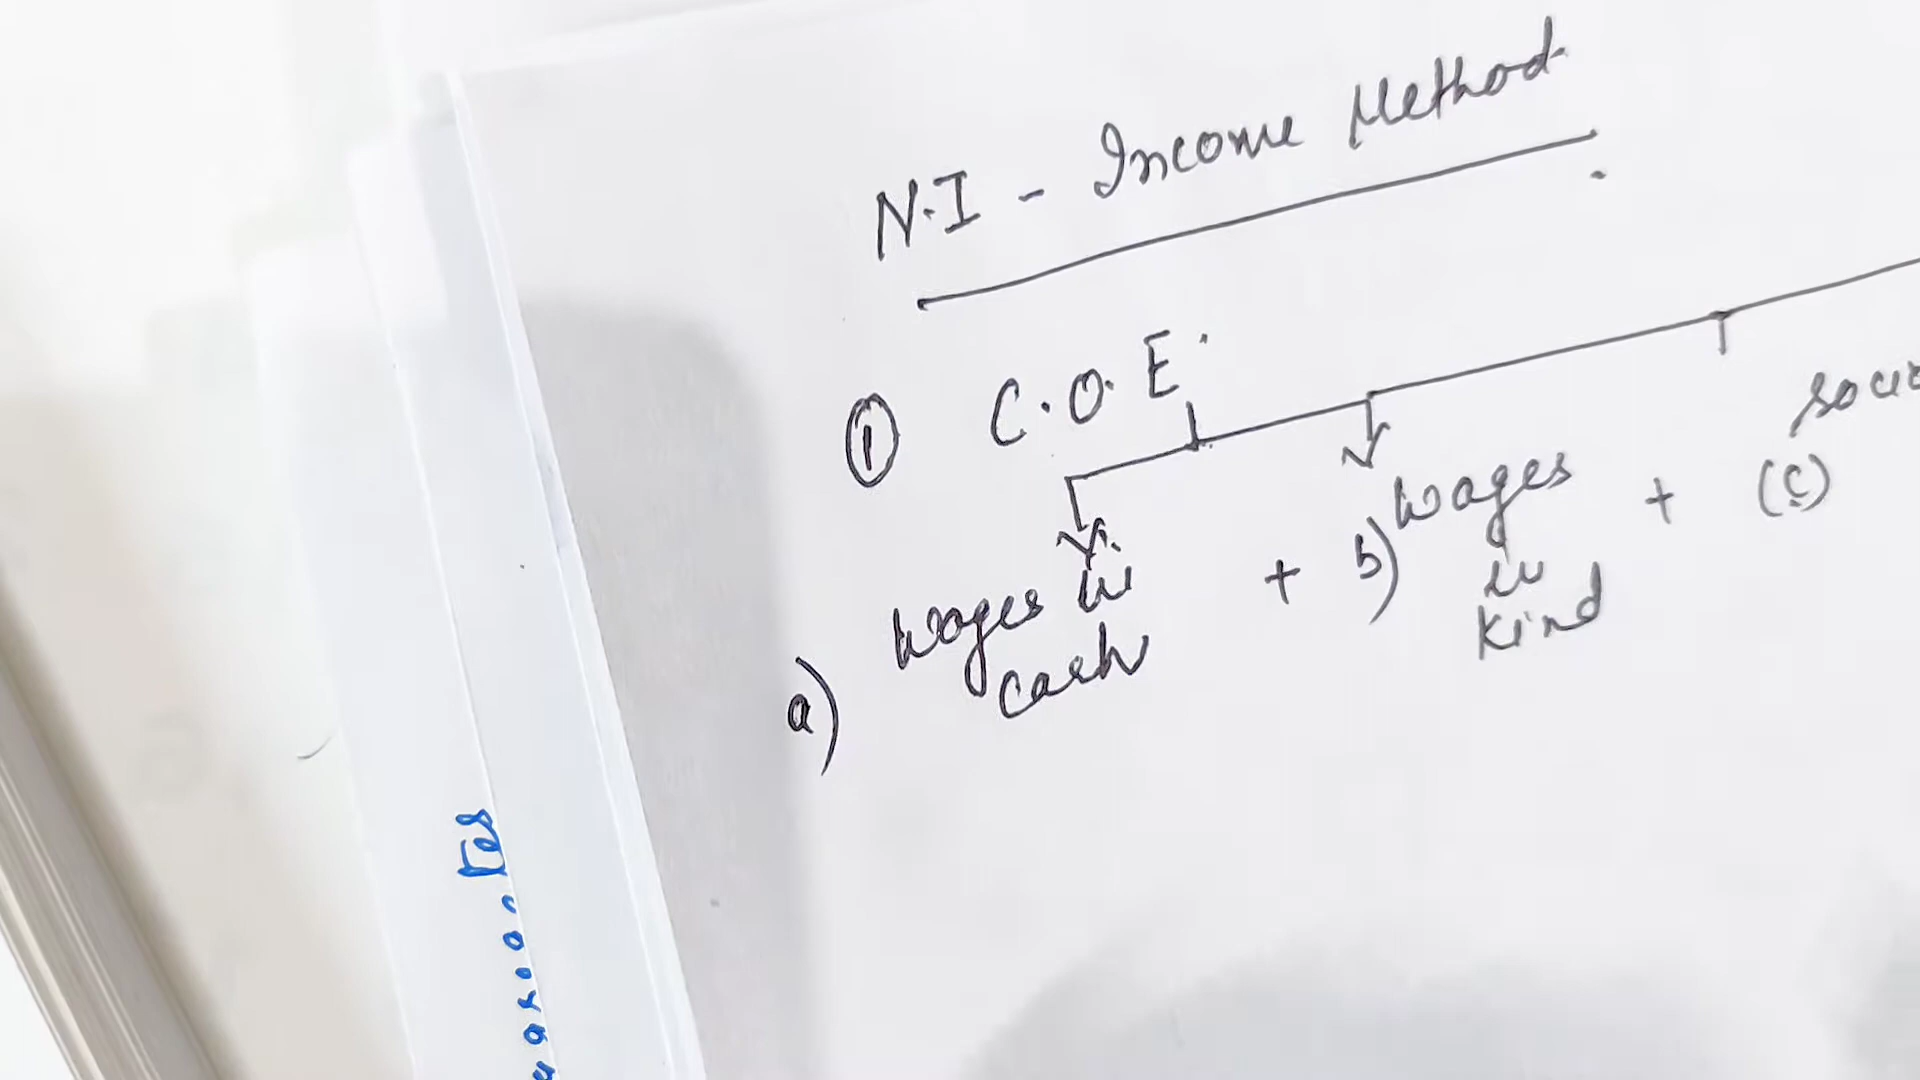 N.I - Income Method
① C.O.E.
a) Wages in cash + b) Wages in kind + (c)